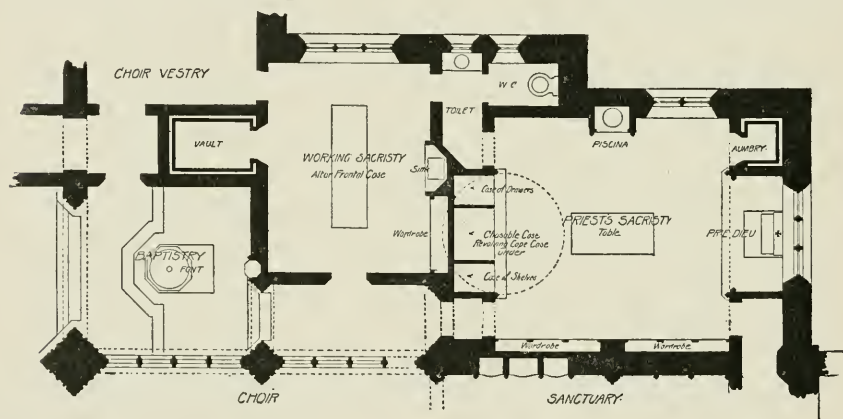 CHOIR VESTRY
W C
TOILET
VAULT
WORKING SACRISTY
Altar Frontal Case
Sink
PISCINA
AUMBRY
Case of Drawers
Wardrobe
Chasuble Case
Revolving Cope Case
under
PRIEST'S SACRISTY
Table
PRIE DIEU
BAPTISTRY
FONT
Case of Shelves
Wardrobe
Wardrobe
CHOIR
SANCTUARY